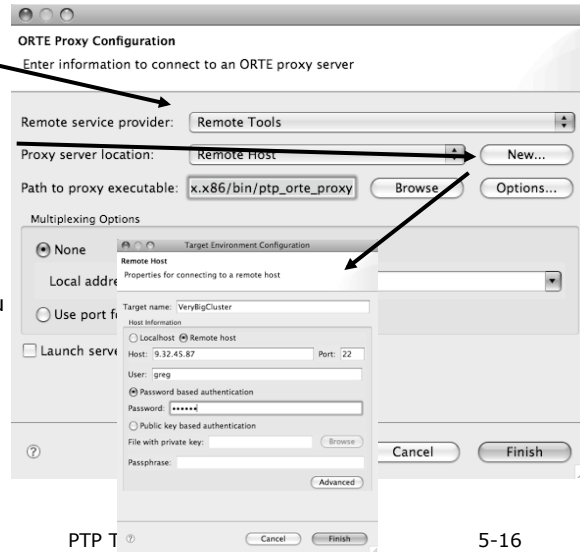 ORTE Proxy Configuration
Enter information to connect to an ORTE proxy server
Remote service provider: Remote Tools
Proxy server location: Remote Host New...
Path to proxy executable: x.x86/bin/ptp_orte_proxy Browse Options...
Multiplexing Options
None
Local addre
Use port f
Launch serve
Target Environment Configuration
Remote Host
Properties for connecting to a remote host
Target name: VeryBigCluster
Host Information
Localhost Remote host
Host: 9.32.45.87 Port: 22
User: greg
Password based authentication
Password: ••••••
Public key based authentication
File with private key: Browse
Passphrase:
Advanced
Cancel Finish
? Cancel Finish
u
PTP T
5-16